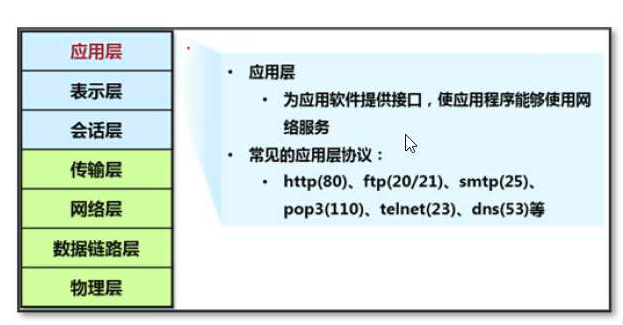 应用层
表示层
会话层
传输层
网络层
数据链路层
物理层
• 应用层
• 为应用软件提供接口，使应用程序能够使用网
络服务
• 常见的应用层协议：
• http(80)、ftp(20/21)、smtp(25)、
pop3(110)、telnet(23)、dns(53)等